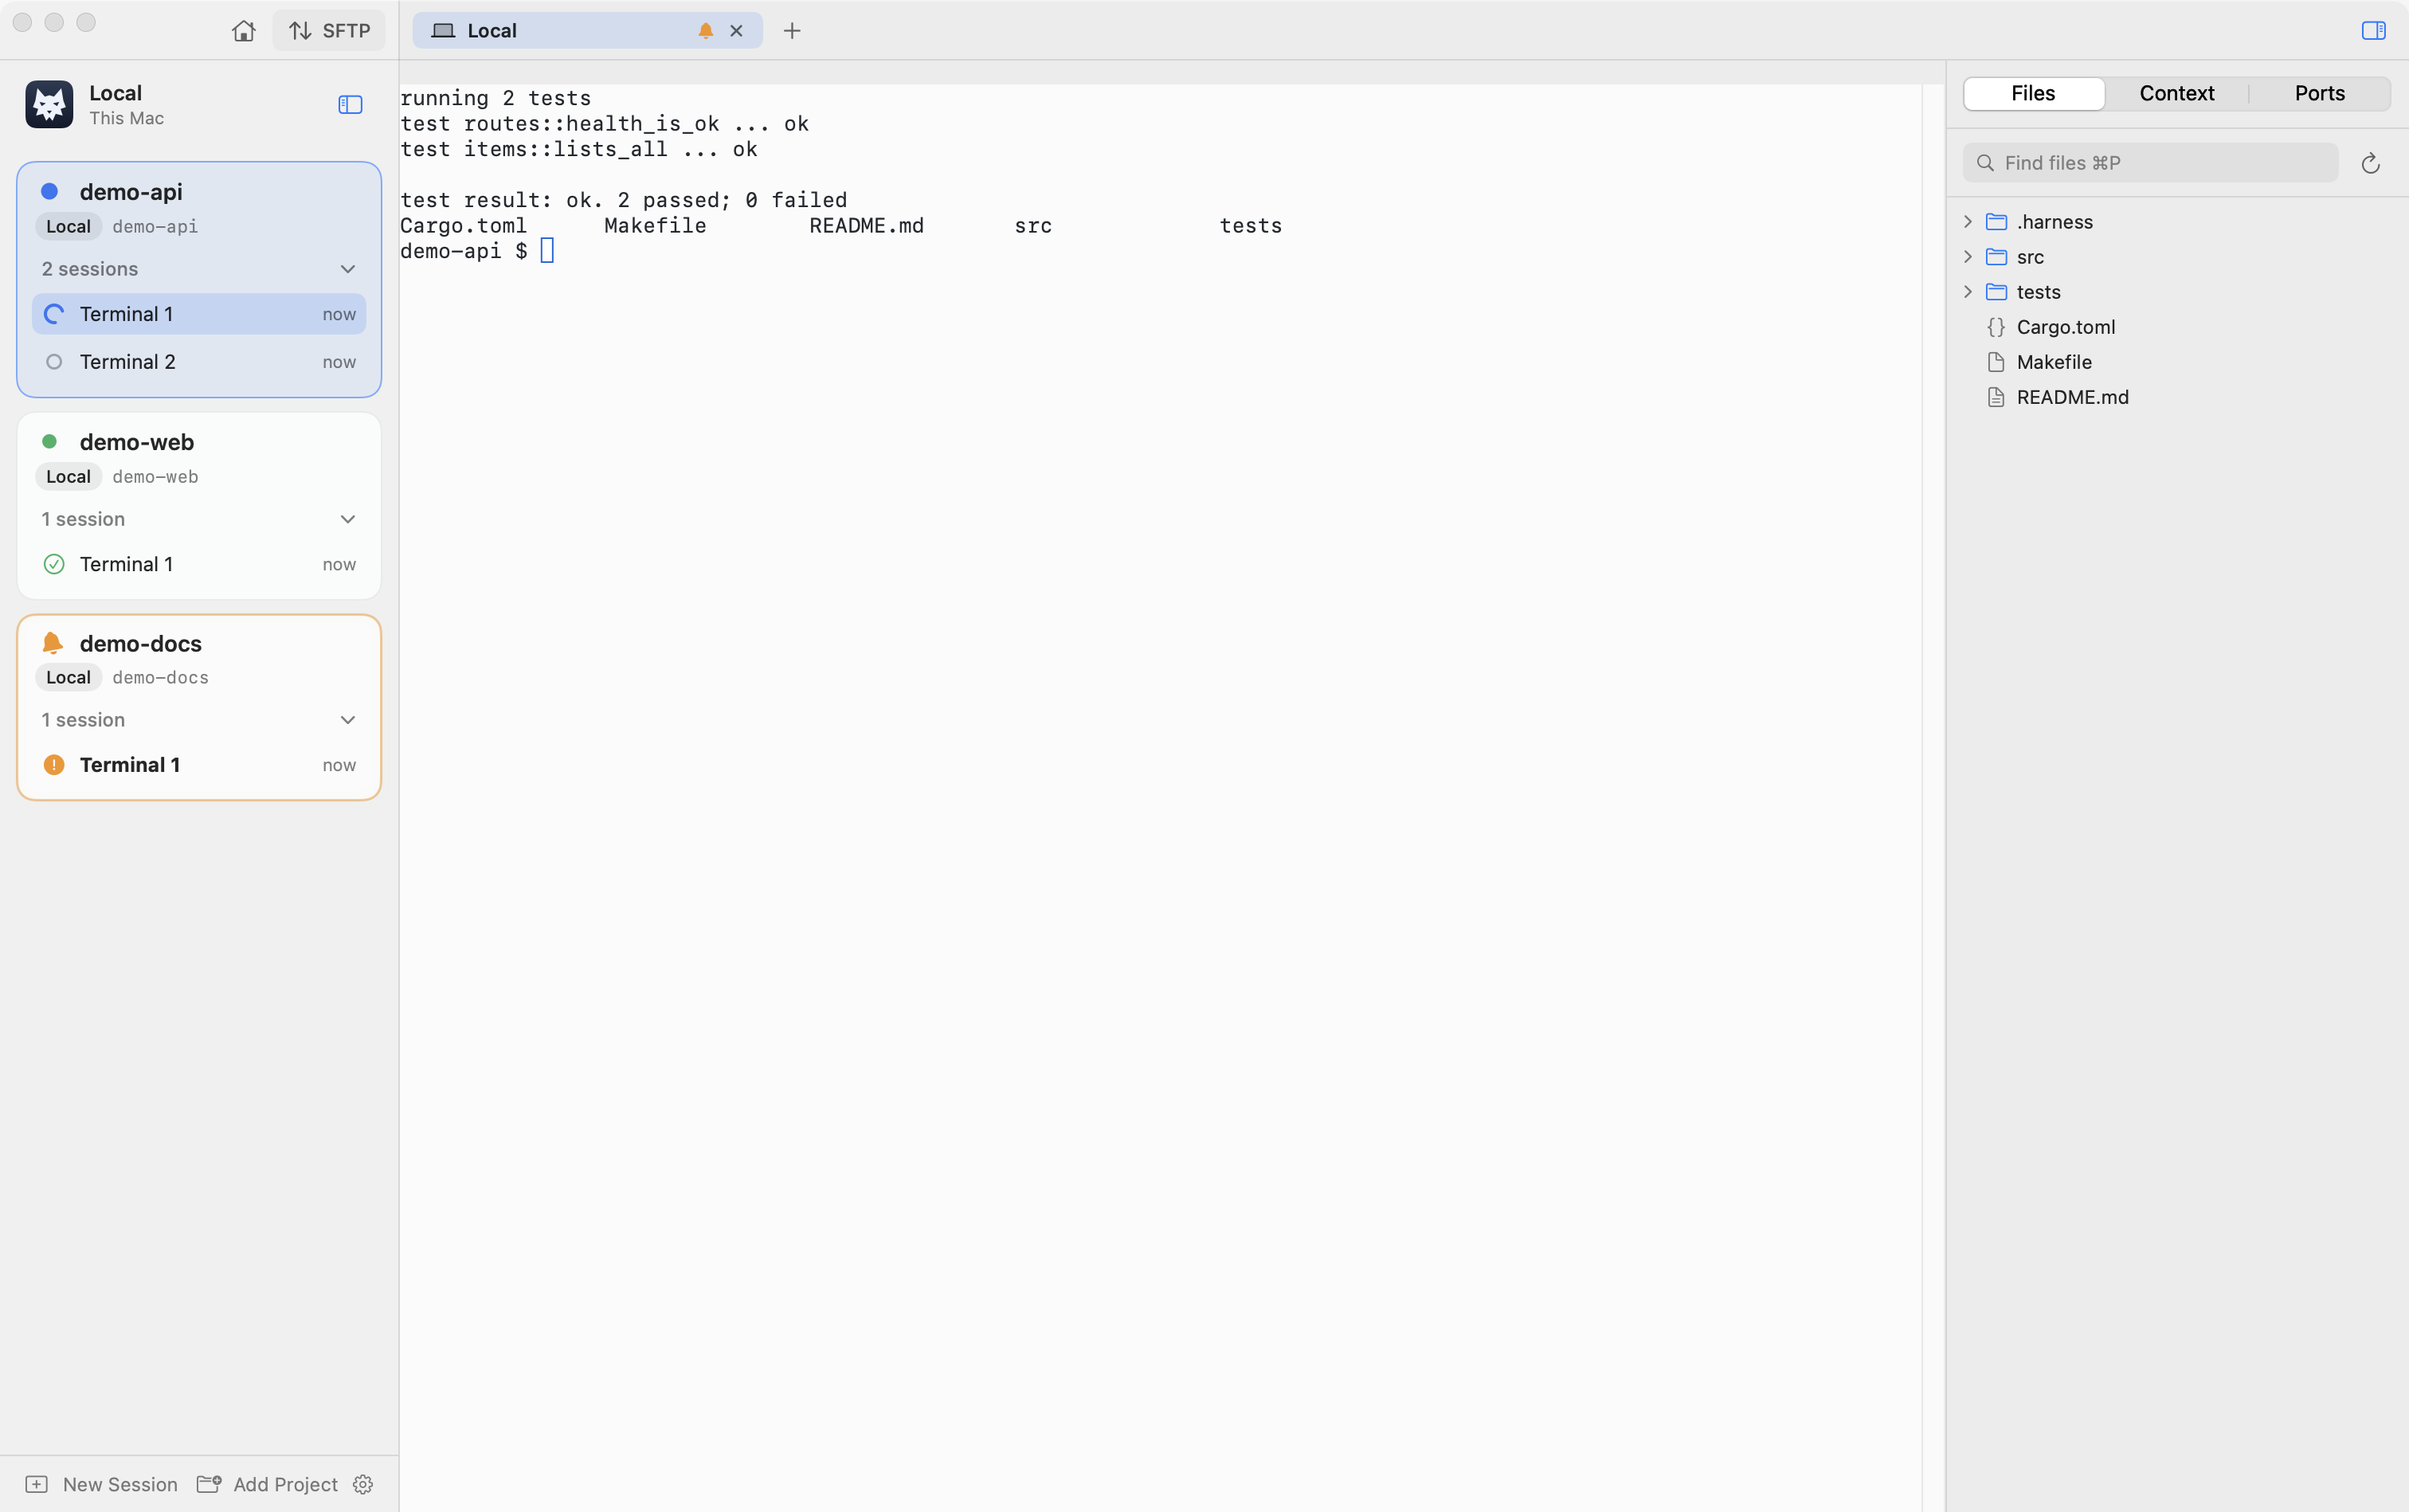 SFTP
Local
Local
This Mac
demo-api
Local demo-api
2 sessions
Terminal 1 now
Terminal 2 now
demo-web
Local demo-web
1 session
Terminal 1 now
demo-docs
Local demo-docs
1 session
Terminal 1 now
New Session Add Project
running 2 tests
test routes::health_is_ok ... ok
test items::lists_all ... ok
test result: ok. 2 passed; 0 failed
Cargo.toml Makefile README.md src tests
demo-api $
Files Context Ports
Find files ⌘P
.harness
src
tests
Cargo.toml
Makefile
README.md